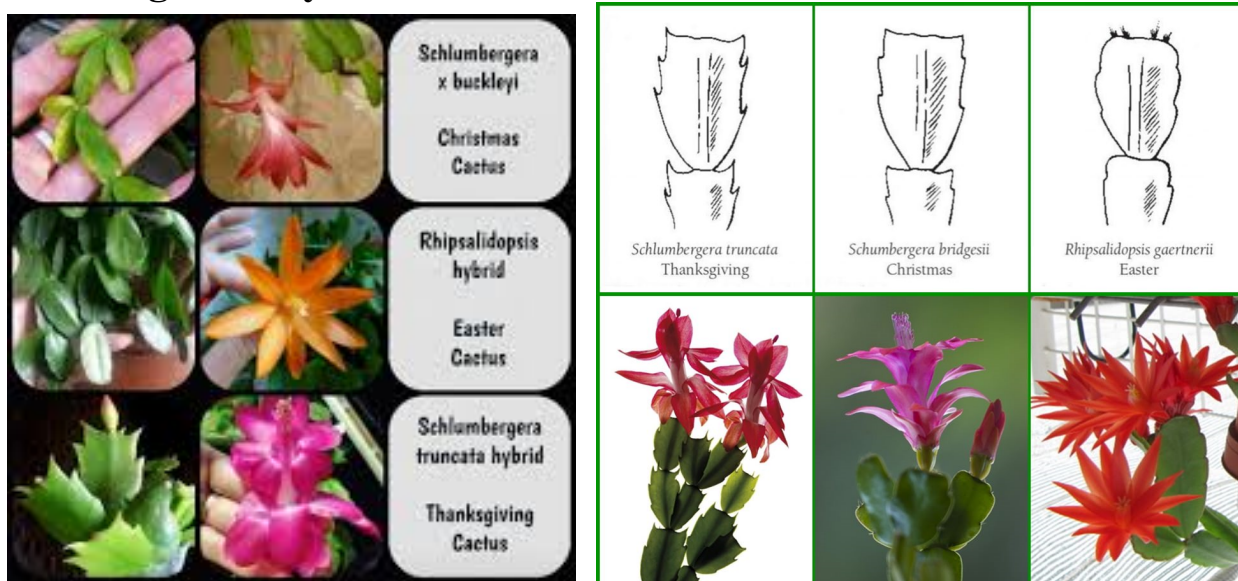 Schlumbergera
x buckleyi
Christmas
Cactus
Rhipsalidopsis
hybrid
Easter
Cactus
Schlumbergera
truncata hybrid
Thanksgiving
Cactus
Schlumbergera truncata
Thanksgiving
Schumbergera bridgesii
Christmas
Rhipsalidopsis gaertnerii
Easter